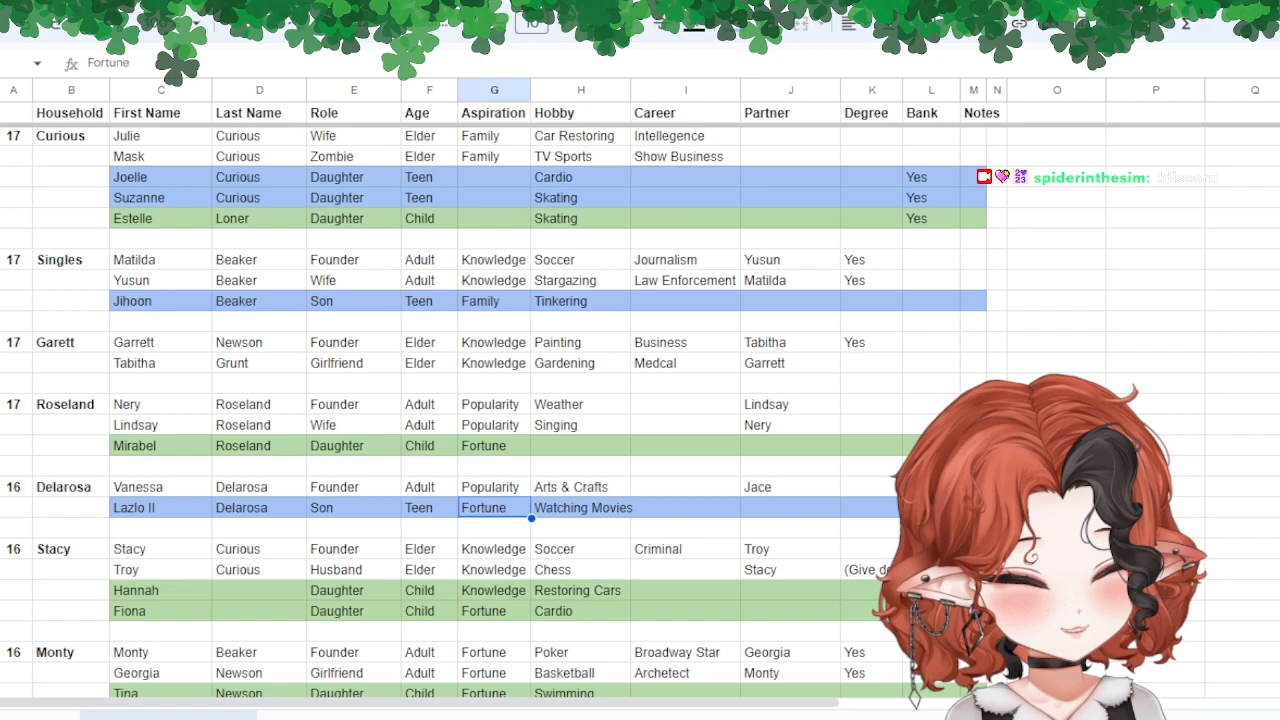 Fortune
A B C D E F G H I J K L M N O P Q
Household First Name Last Name Role Age Aspiration Hobby Career Partner Degree Bank Notes
17 Curious Julie Curious Wife Elder Family Car Restoring Intellegence
Mask Curious Zombie Elder Family TV Sports Show Business
Joelle Curious Daughter Teen Cardio Yes spiderinthesim:
Suzanne Curious Daughter Teen Skating Yes
Estelle Loner Daughter Child Skating Yes
17 Singles Matilda Beaker Founder Adult Knowledge Soccer Journalism Yusun Yes
Yusun Beaker Wife Adult Knowledge Stargazing Law Enforcement Matilda Yes
Jihoon Beaker Son Teen Family Tinkering
17 Garett Garrett Newson Founder Elder Knowledge Painting Business Tabitha Yes
Tabitha Grunt Girlfriend Elder Knowledge Gardening Medcal Garrett
17 Roseland Nery Roseland Founder Adult Popularity Weather Lindsay
Lindsay Roseland Wife Adult Popularity Singing Nery
Mirabel Roseland Daughter Child Fortune
16 Delarosa Vanessa Delarosa Founder Adult Popularity Arts & Crafts Jace
Lazlo II Delarosa Son Teen Fortune Watching Movies
16 Stacy Stacy Curious Founder Elder Knowledge Soccer Criminal Troy
Troy Curious Husband Elder Knowledge Chess Stacy (Give
Hannah Daughter Child Knowledge Restoring Cars
Fiona Daughter Child Fortune Cardio
16 Monty Monty Beaker Founder Adult Fortune Poker Broadway Star Georgia Yes
Georgia Newson Girlfriend Adult Fortune Basketball Archetect Monty Yes
Tina Newson Daughter Child Fortune Swimming